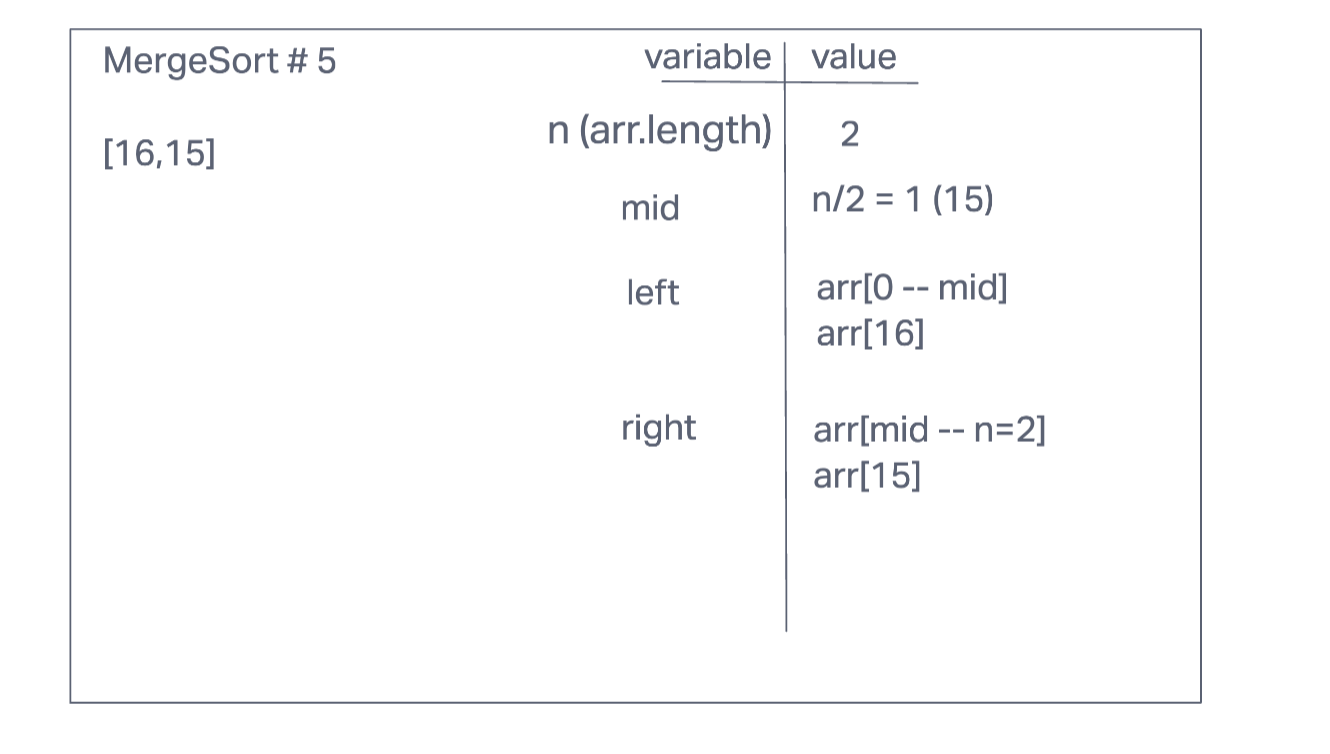 MergeSort # 5
[16,15]
variable value
n (arr.length) 2
mid n/2 = 1 (15)
left arr[0 -- mid]
arr[16]
right arr[mid -- n=2]
arr[15]